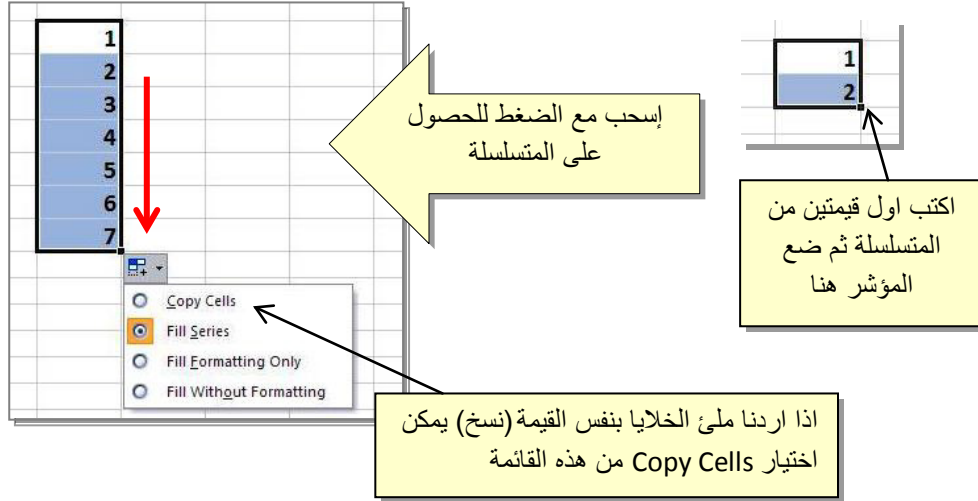 1
2
اكتب اول قيمتين من
المتسلسلة ثم ضع
المؤشر هنا
إسحب مع الضغط للحصول
على المتسلسلة
1
2
3
4
5
6
7
Copy Cells
Fill Series
Fill Formatting Only
Fill Without Formatting
اذا اردنا ملئ الخلايا بنفس القيمة (نسخ) يمكن
اختيار Copy Cells من هذه القائمة